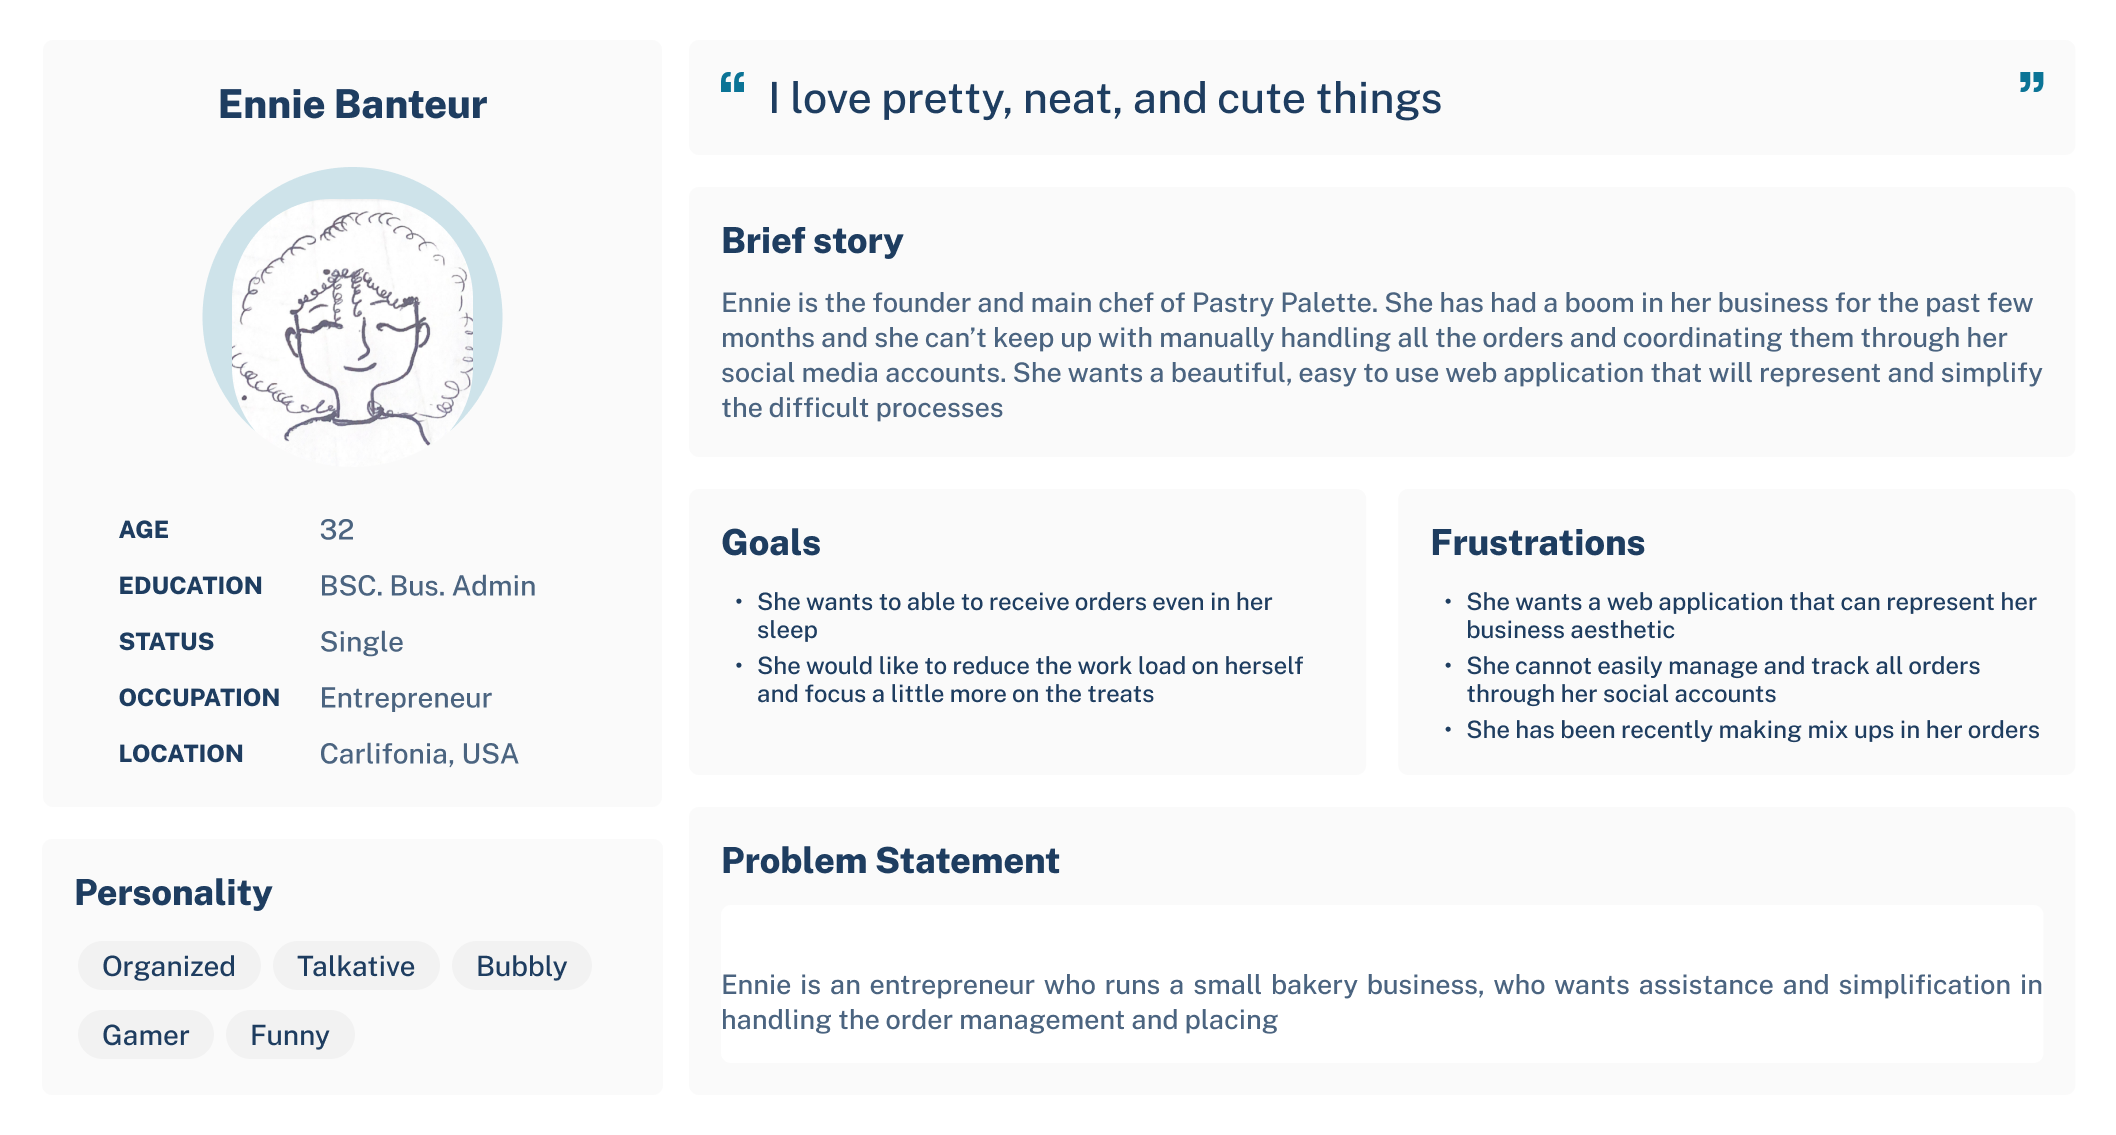 Ennie Banteur
AGE 32
EDUCATION BSC. Bus. Admin
STATUS Single
OCCUPATION Entrepreneur
LOCATION Carlifonia, USA
Personality
Organized Talkative Bubbly
Gamer Funny
“ I love pretty, neat, and cute things ”
Brief story
Ennie is the founder and main chef of Pastry Palette. She has had a boom in her business for the past few
months and she can’t keep up with manually handling all the orders and coordinating them through her
social media accounts. She wants a beautiful, easy to use web application that will represent and simplify
the difficult processes
Goals
• She wants to able to receive orders even in her
sleep
• She would like to reduce the work load on herself
and focus a little more on the treats
Frustrations
• She wants a web application that can represent her
business aesthetic
• She cannot easily manage and track all orders
through her social accounts
• She has been recently making mix ups in her orders
Problem Statement
Ennie is an entrepreneur who runs a small bakery business, who wants assistance and simplification in
handling the order management and placing